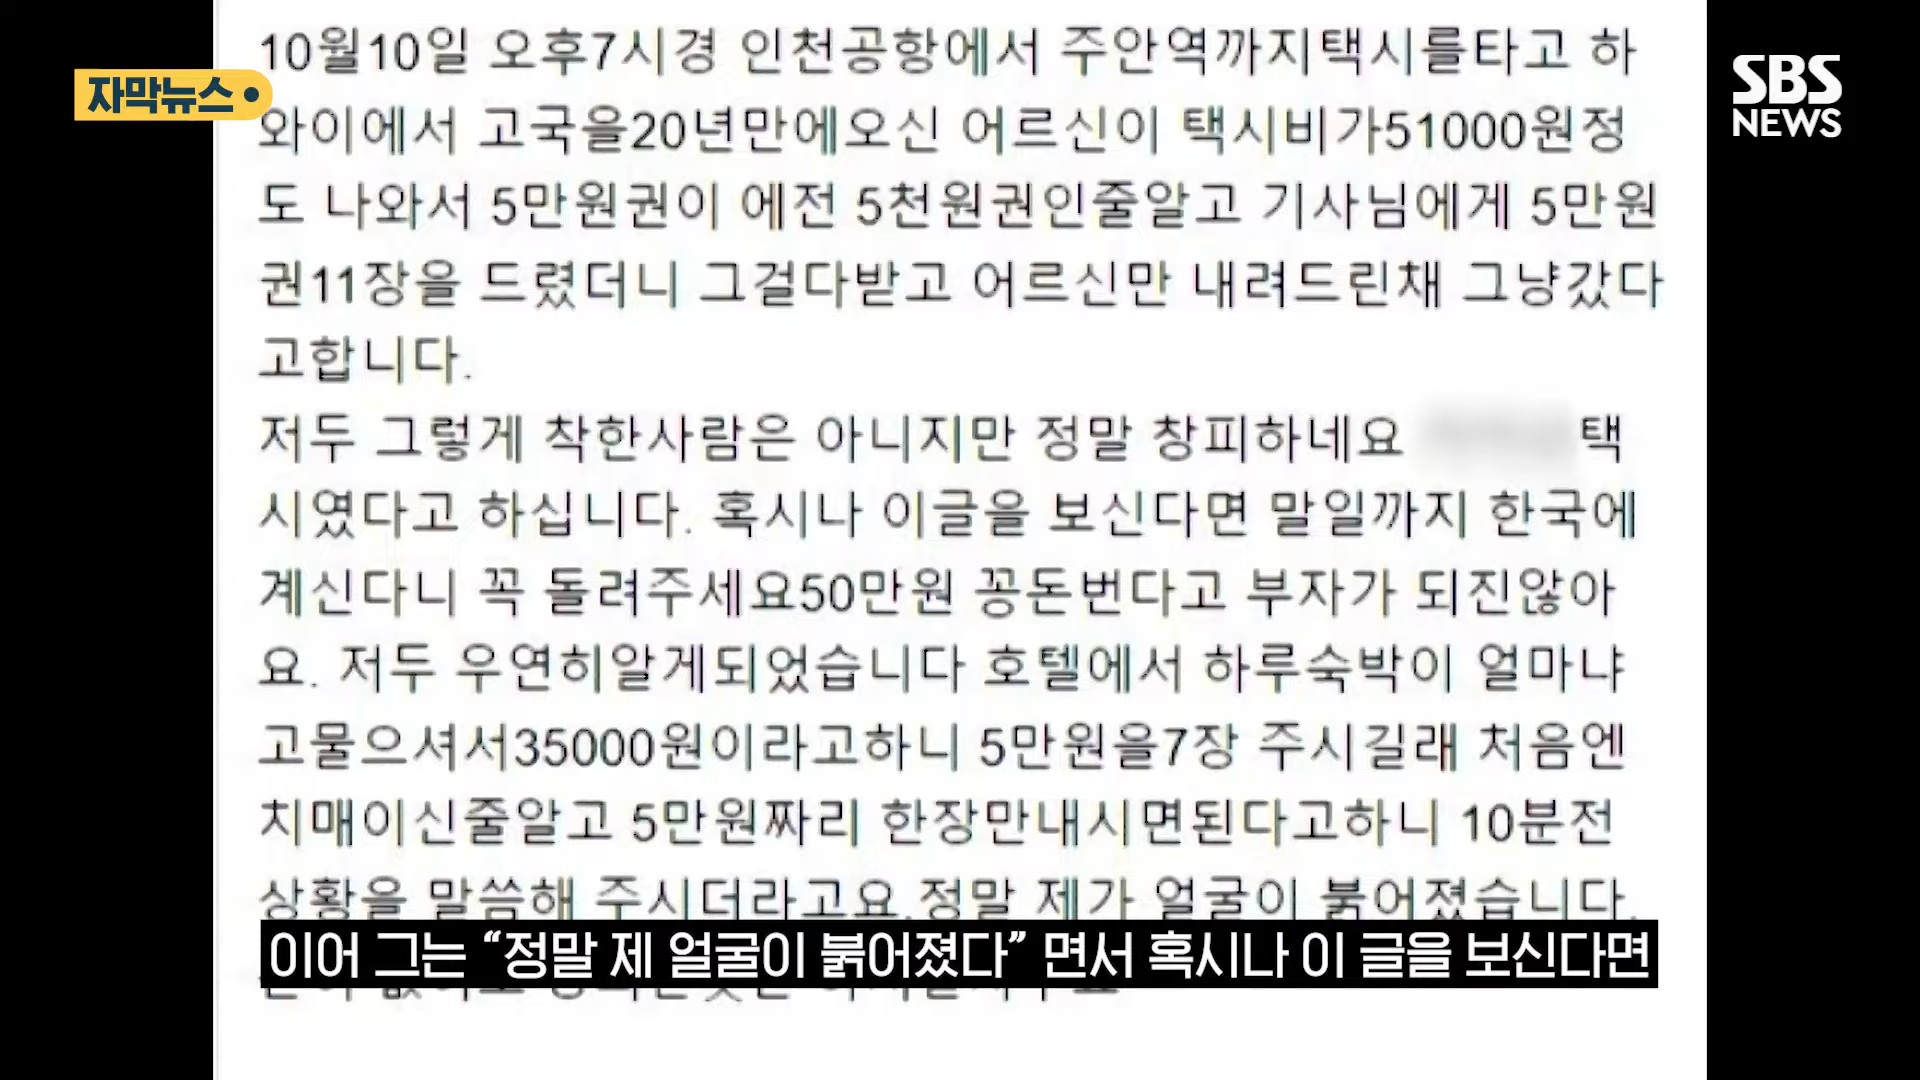 자막뉴스
SBS
NEWS
10월10일 오후7시경 인천공항에서 주안역까지택시를타고 하
와이에서 고국을20년만에오신 어르신이 택시비가51000원정
도 나와서 5만원권이 에전 5천원권인줄알고 기사님에게 5만원
권11장을 드렸더니 그걸다받고 어르신만 내려드린채 그냥갔다
고합니다.
저두 그렇게 착한사람은 아니지만 정말 창피하네요 택
시였다고 하십니다. 혹시나 이글을 보신다면 말일까지 한국에
계신다니 꼭 돌려주세요50만원 꽁돈번다고 부자가 되진않아
요. 저두 우연히알게되었습니다 호텔에서 하루숙박이 얼마냐
고물으셔서35000원이라고하니 5만원을7장 주시길래 처음엔
치매이신줄알고 5만원짜리 한장만내시면된다고하니 10분전
상황을 말씀해 주시더라고요.정말 제가 얼굴이 붉어졌습니다.
이어 그는 “정말 제 얼굴이 붉어졌다” 면서 혹시나 이 글을 보신다면